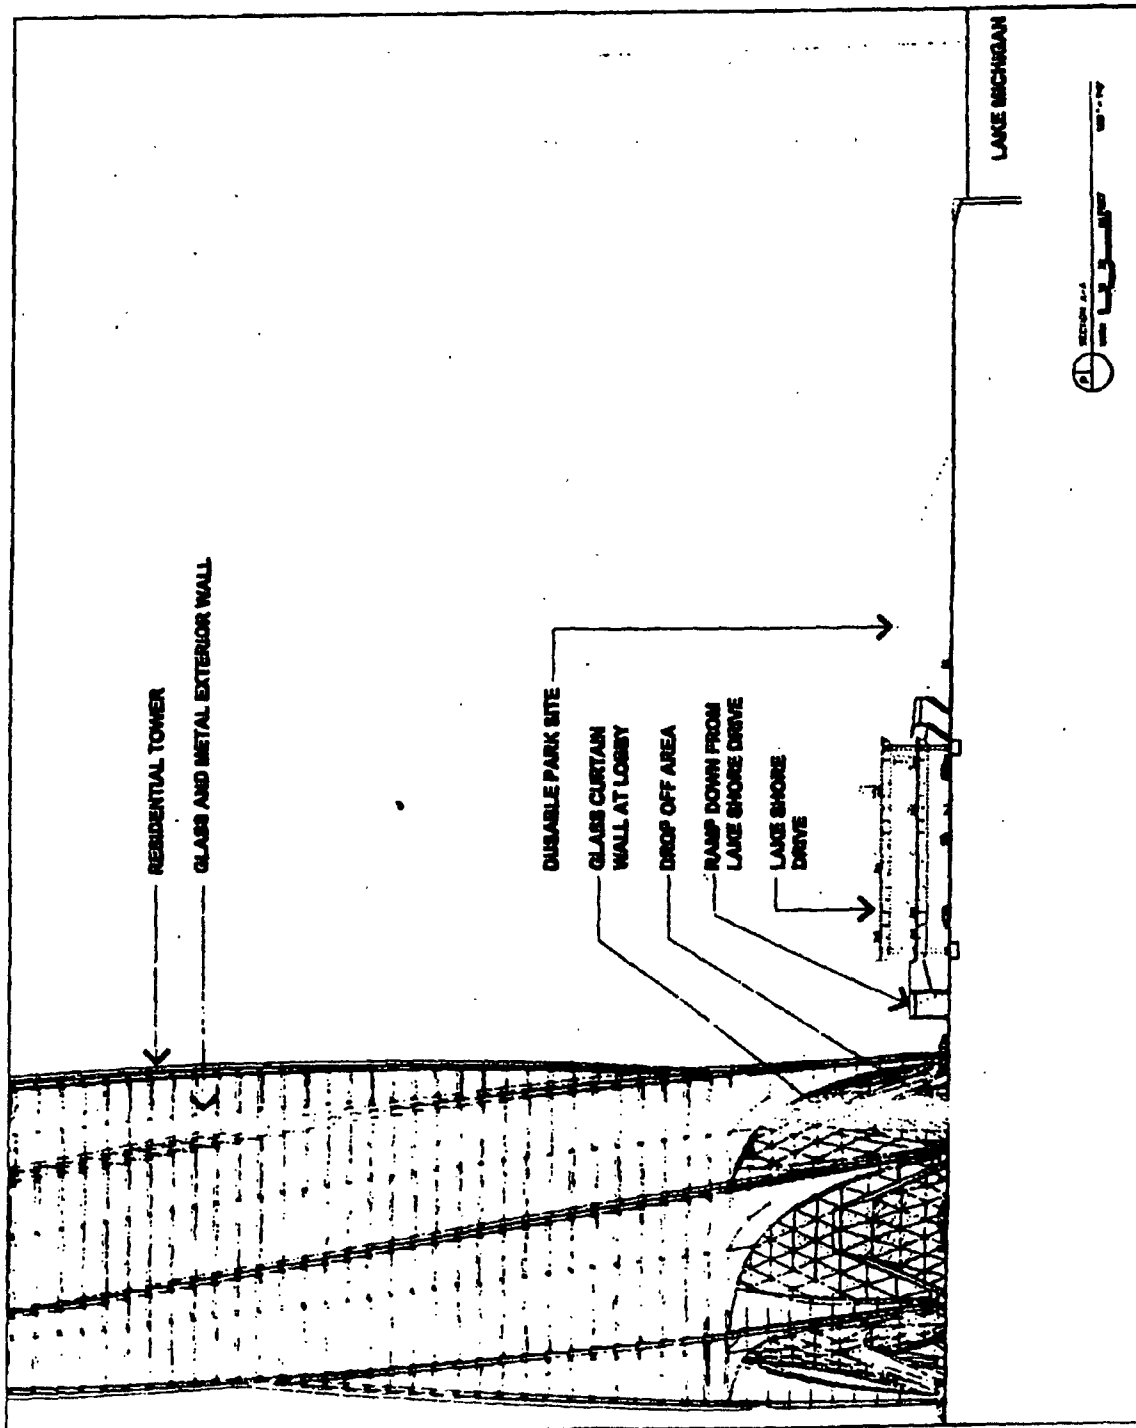 RESIDENTIAL TOWER
GLASS AND METAL EXTERIOR WALL
DUSABLE PARK SITE
GLASS CURTAIN
WALL AT LOBBY
DROP OFF AREA
RAMP DOWN FROM
LAKE SHORE DRIVE
LAKE SHORE
DRIVE
LAKE MICHIGAN
SECTION A-A